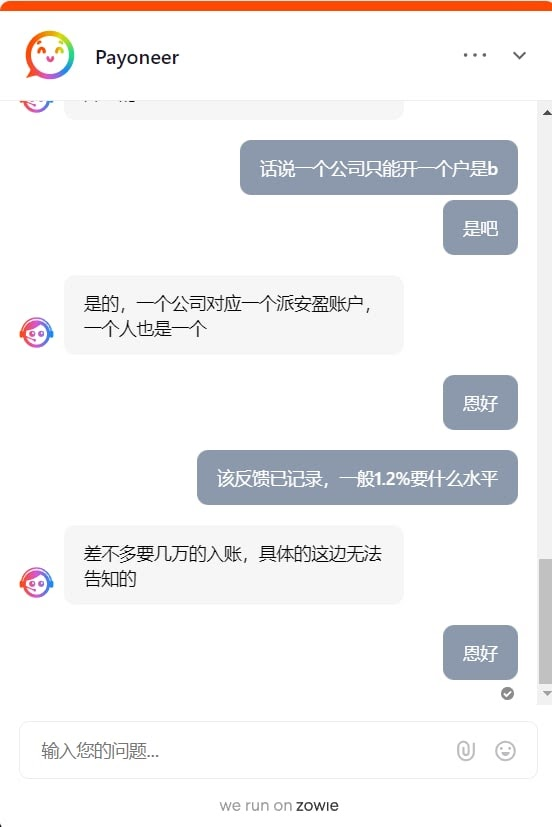 Payoneer
话说一个公司只能开一个户是b
是吧
是的，一个公司对应一个派安盈账户，
一个人也是一个
恩好
该反馈已记录，一般1.2%要什么水平
差不多要几万的入账，具体的这边无法
告知的
恩好
输入您的问题...
we run on zowie